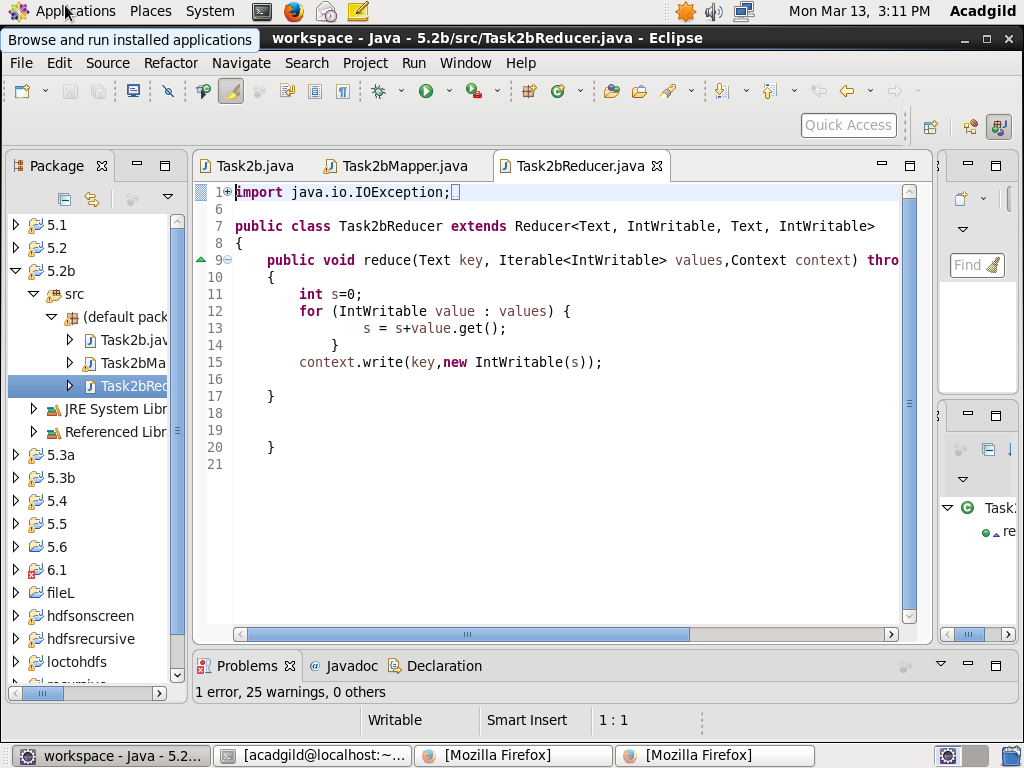 Applications Places System Mon Mar 13, 3:11 PM Acadgild
Browse and run installed applications
workspace - Java - 5.2b/src/Task2bReducer.java - Eclipse
File Edit Source Refactor Navigate Search Project Run Window Help
Quick Access
Package
Task2b.java Task2bMapper.java Task2bReducer.java
5.1
5.2
5.2b
src
(default pack
Task2b.jav
Task2bMa
Task2bRed
JRE System Libr
Referenced Libr
5.3a
5.3b
5.4
5.5
5.6
6.1
fileL
hdfsonscreen
hdfsrecursive
loctohdfs
1 import java.io.IOException;
6
7 public class Task2bReducer extends Reducer<Text, IntWritable, Text, IntWritable>
8 {
9 public void reduce(Text key, Iterable<IntWritable> values,Context context) thro
10 {
11 int s=0;
12 for (IntWritable value : values) {
13 s = s+value.get();
14 }
15 context.write(key,new IntWritable(s));
16
17 }
18
19
20 }
21
Find
Task2
re
Problems Javadoc Declaration
1 error, 25 warnings, 0 others
Writable Smart Insert 1 : 1
workspace - Java - 5.2... [acadgild@localhost:~... [Mozilla Firefox] [Mozilla Firefox]